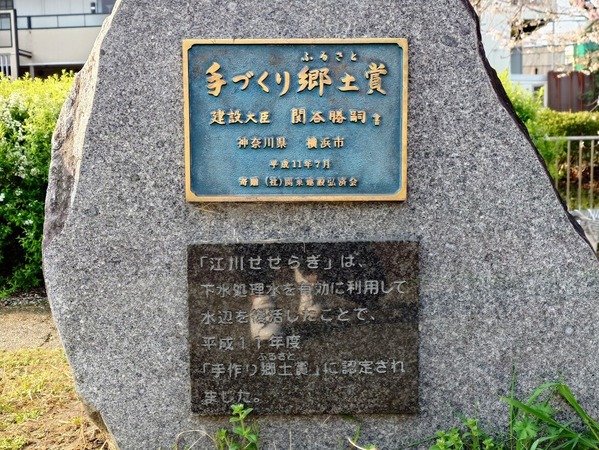 ふるさと
手づくり郷土賞
建設大臣 関谷勝嗣書
神奈川県 横浜市
平成11年7月
寄贈 (社)関東建設弘済会
「江川せせらぎ」は、
下水処理水を有効に利用して
水辺を復活したことで、
平成11年度
ふるさと
「手作り郷土賞」に認定され
ました。